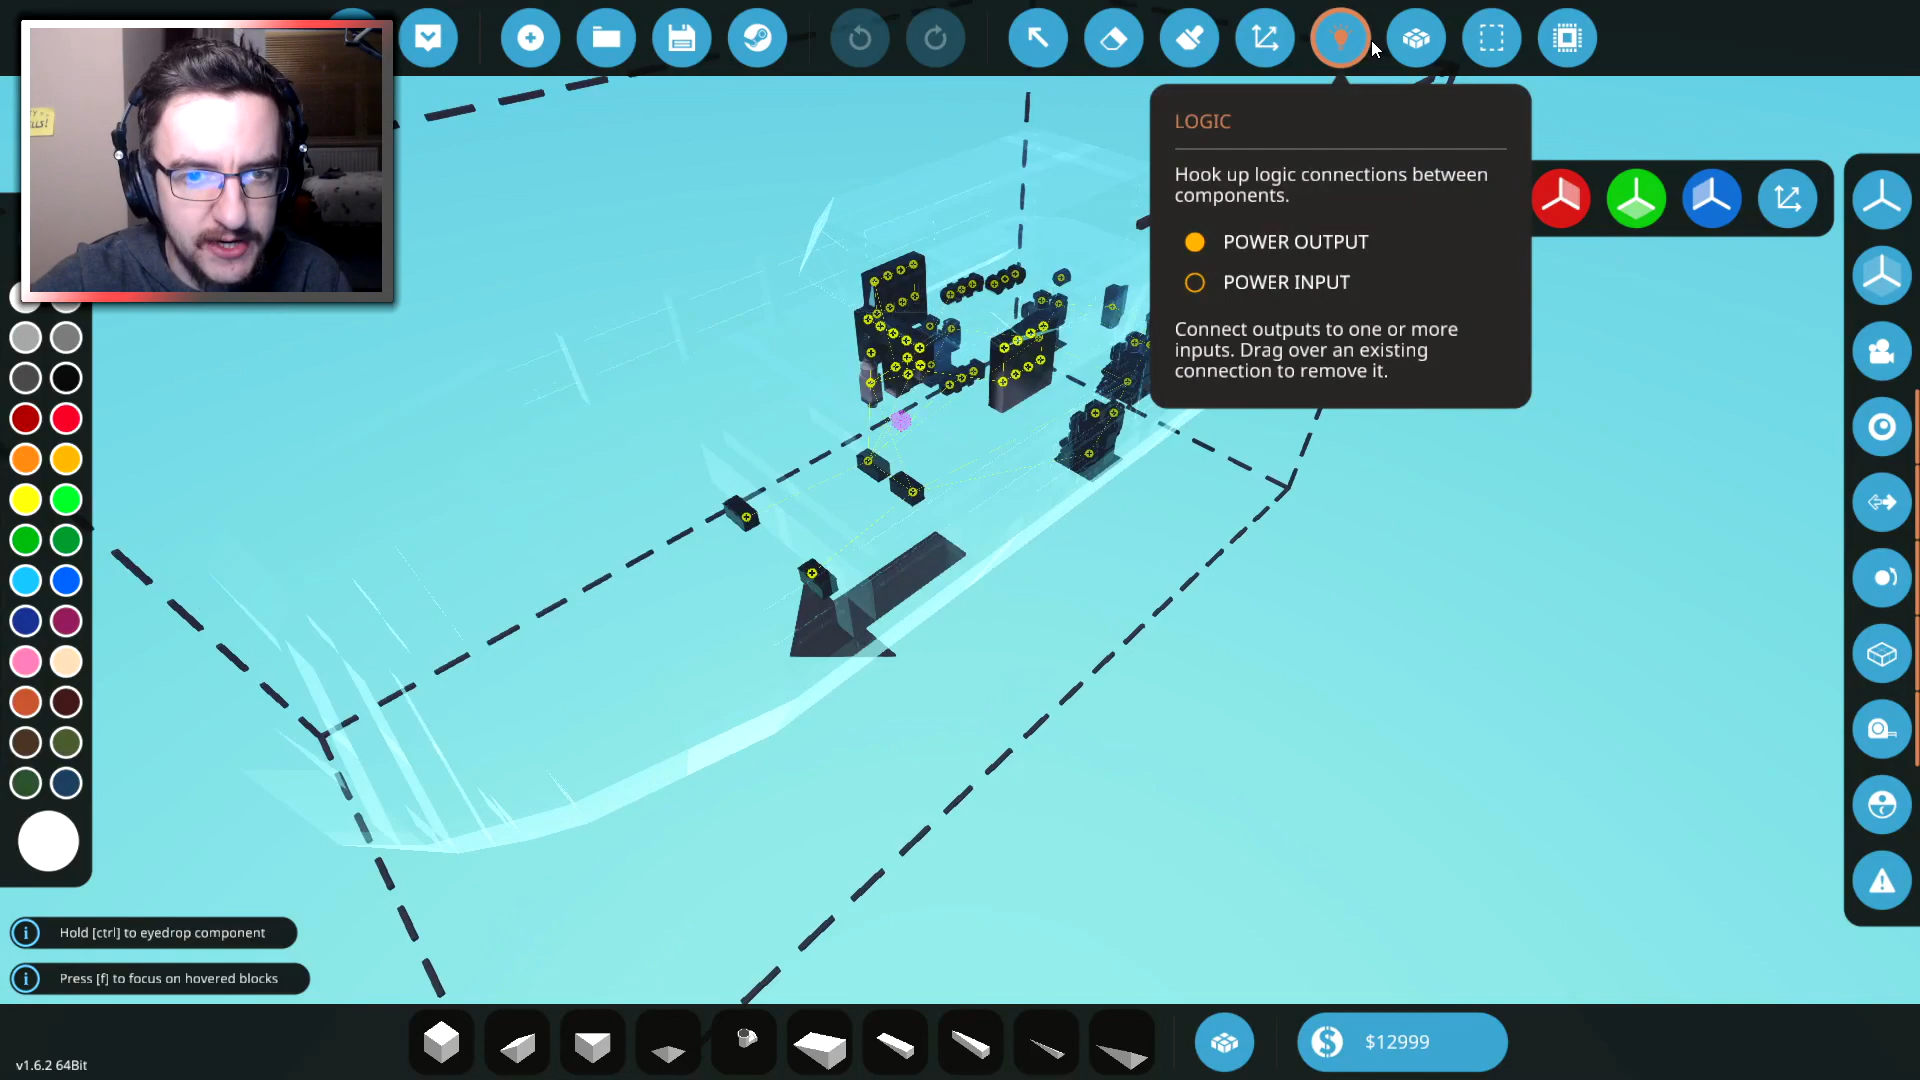 LOGIC
Hook up logic connections between
components.
POWER OUTPUT
POWER INPUT
Connect outputs to one or more
inputs. Drag over an existing
connection to remove it.
Hold [ctrl] to eyedrop component
Press [f] to focus on hovered blocks
$12999
v1.6.2 64Bit